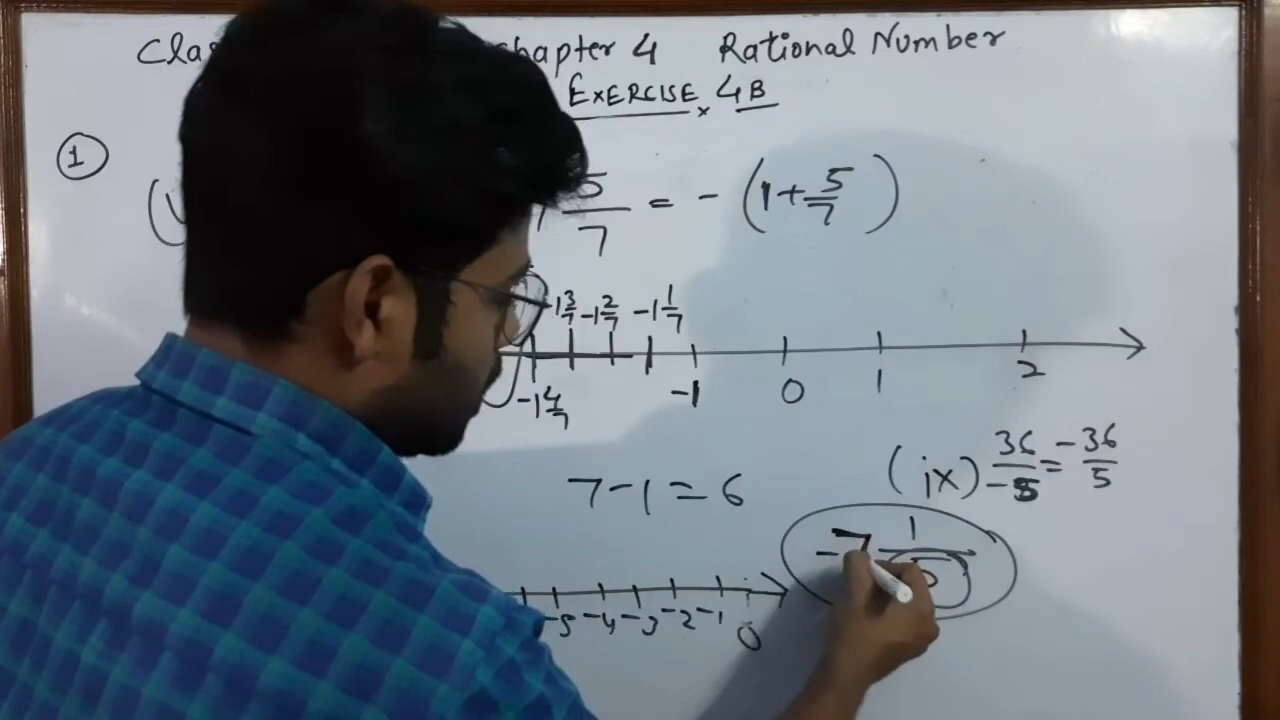 Chapter 4 Rational Number
EXERCISE 4B
1
5/7 = - (1 + 5/7)
-1 3/7 -1 2/7 -1 1/7
-1 4/7 -1 0 1 2
7 - 1 = 6
(ix) 36/-5 = -36/5
-7 1/5
-5 -4 -3 -2 -1 0